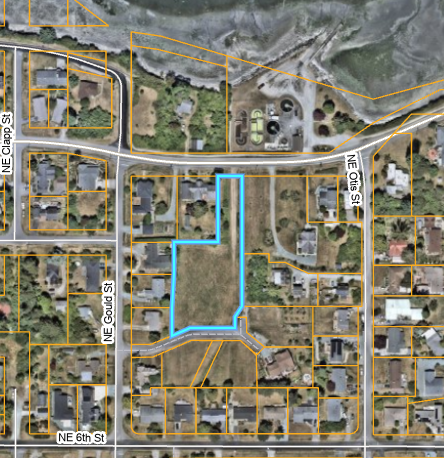 NE Clapp St
NE Otis St
NE Gould St
NE 6th St